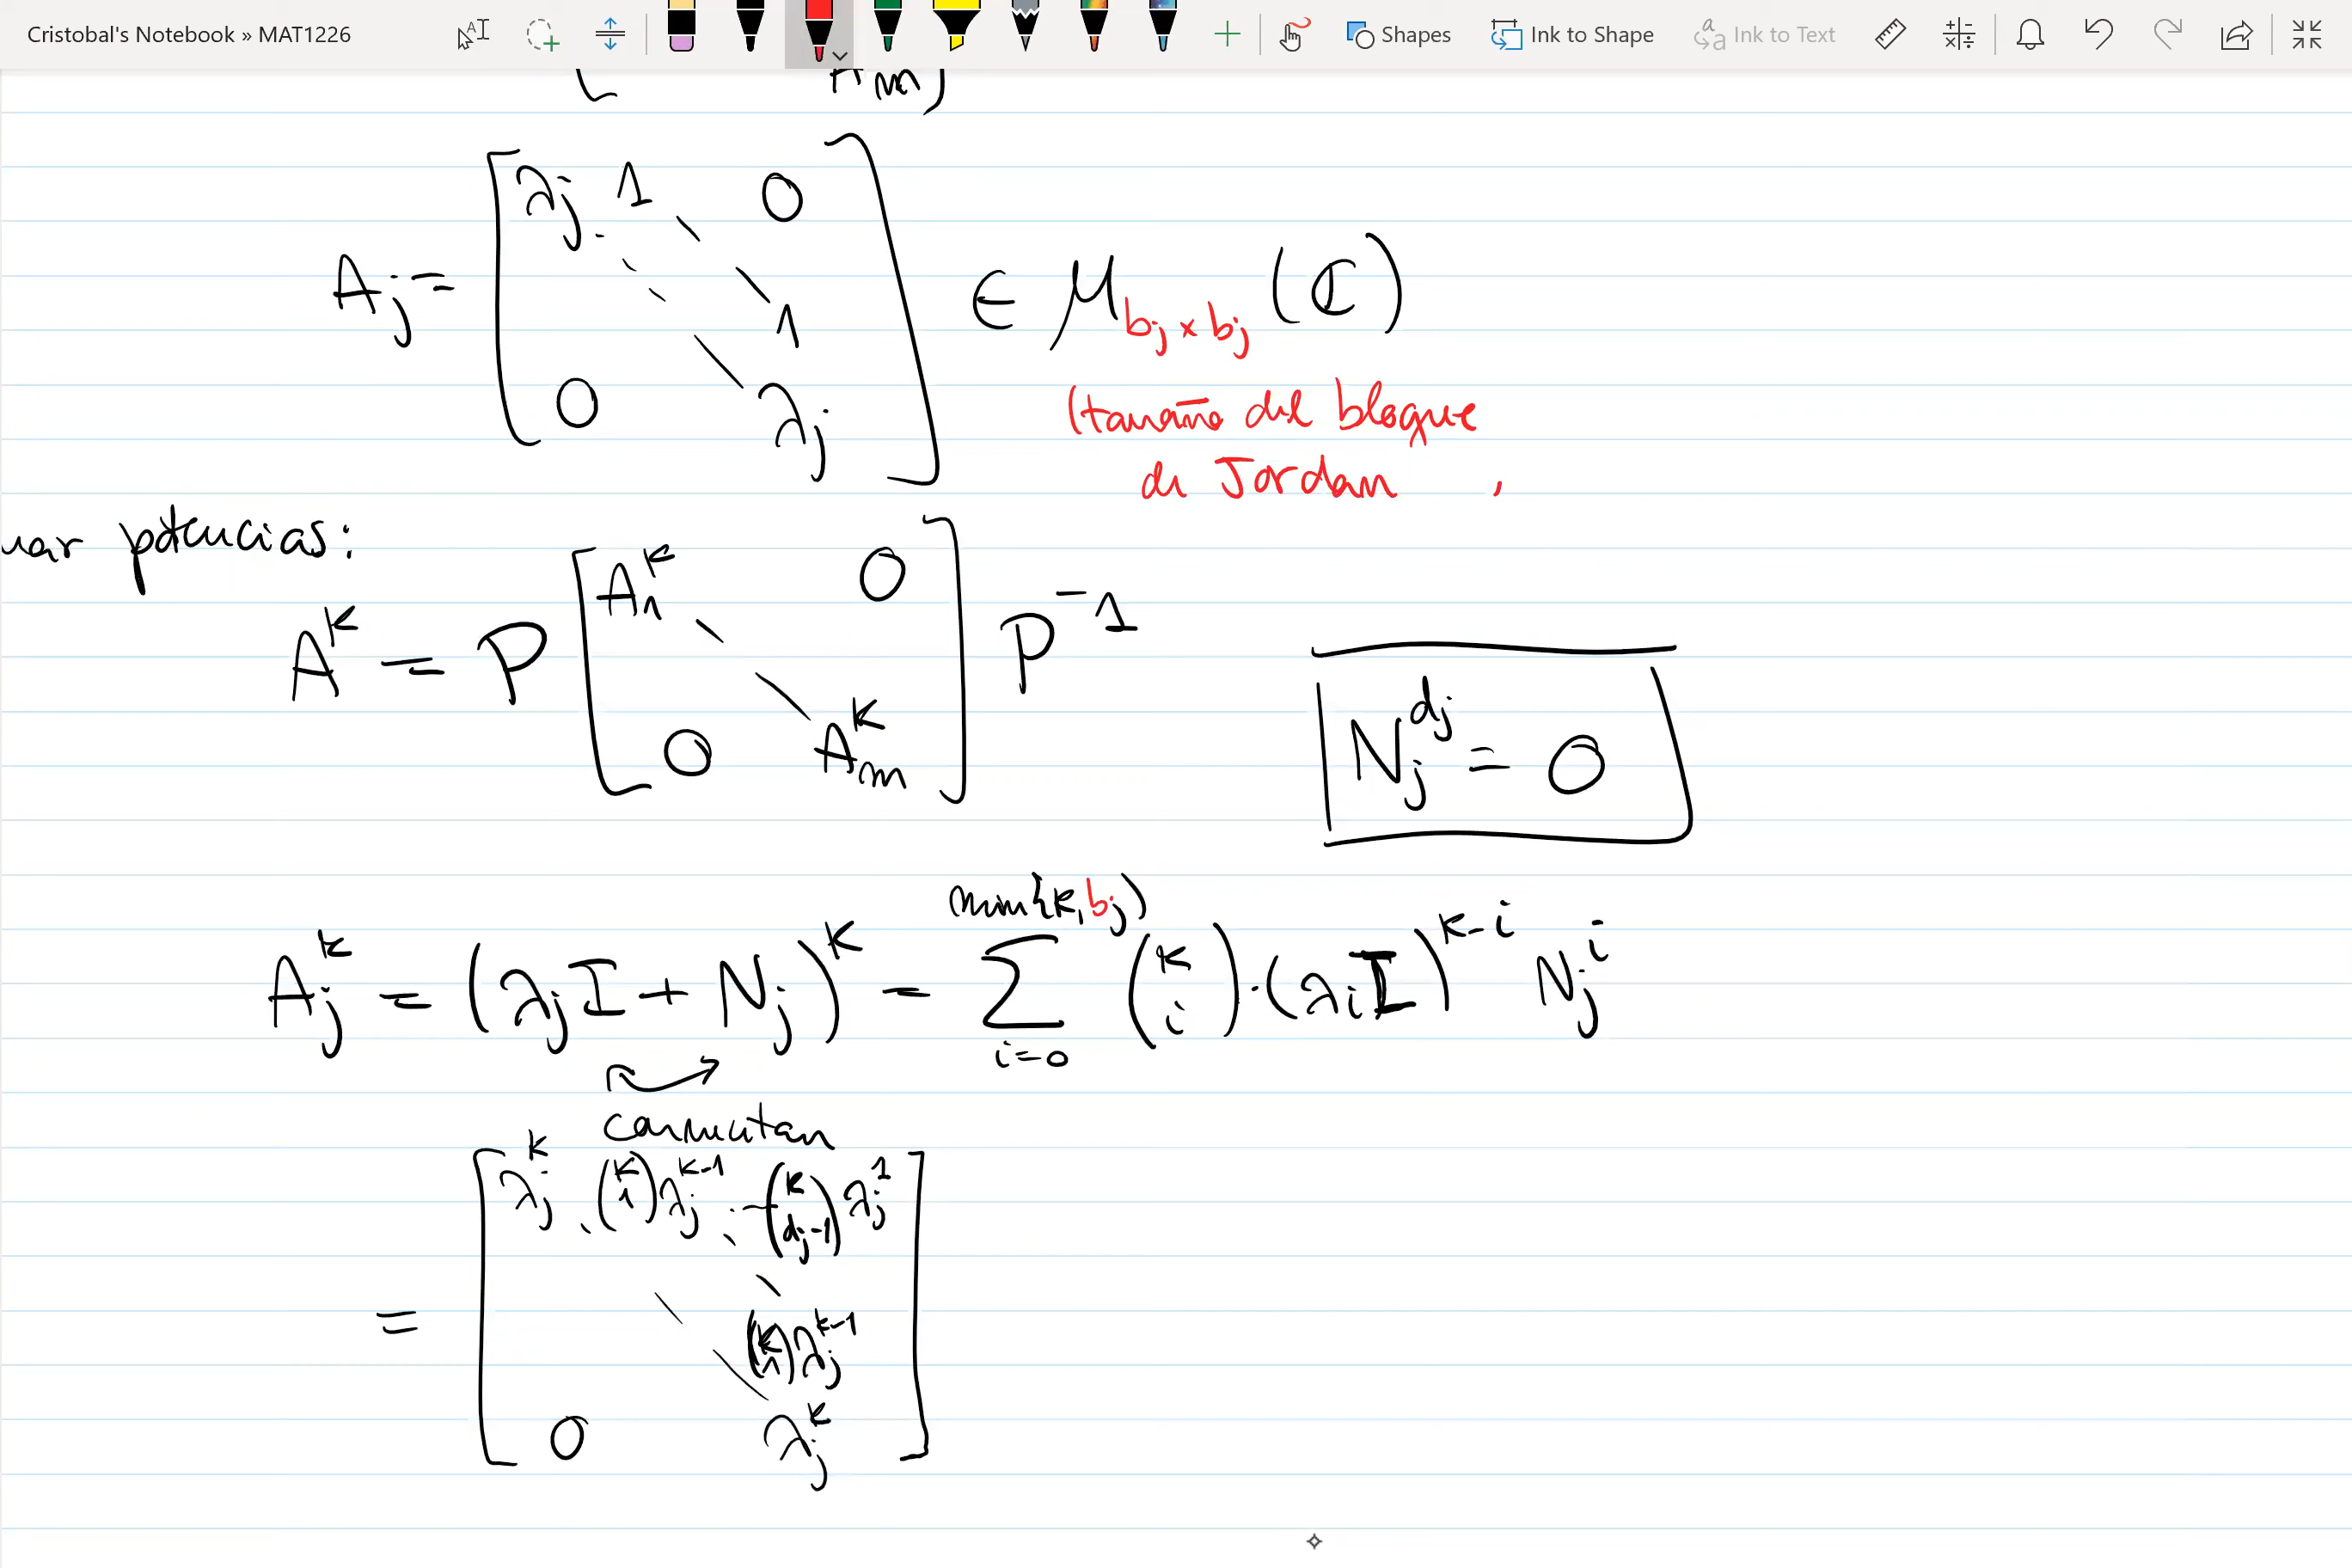 Cristobal's Notebook » MAT1226
Shapes Ink to Shape Ink to Text
A_m
A_j = [λ_j 1 0 1 0 λ_j] ∈ M_{b_j × b_j} (ℂ)
(tamaño del bloque
de Jordan ,
potencias:
A^k = P [A_1^k 0 0 A_m^k] P^{-1}
N_j^{d_j} = 0
A_j^k = (λ_j I + N_j)^k = Σ_{i=0}^{min{k, b_j}} (k i) · (λ_i I)^{k-i} N_j^i
conmutan
= [λ_j^k (k 1) λ_j^{k-1} (k d_j-1) λ_j^1 (k 1) λ_j^{k-1} 0 λ_j^k]